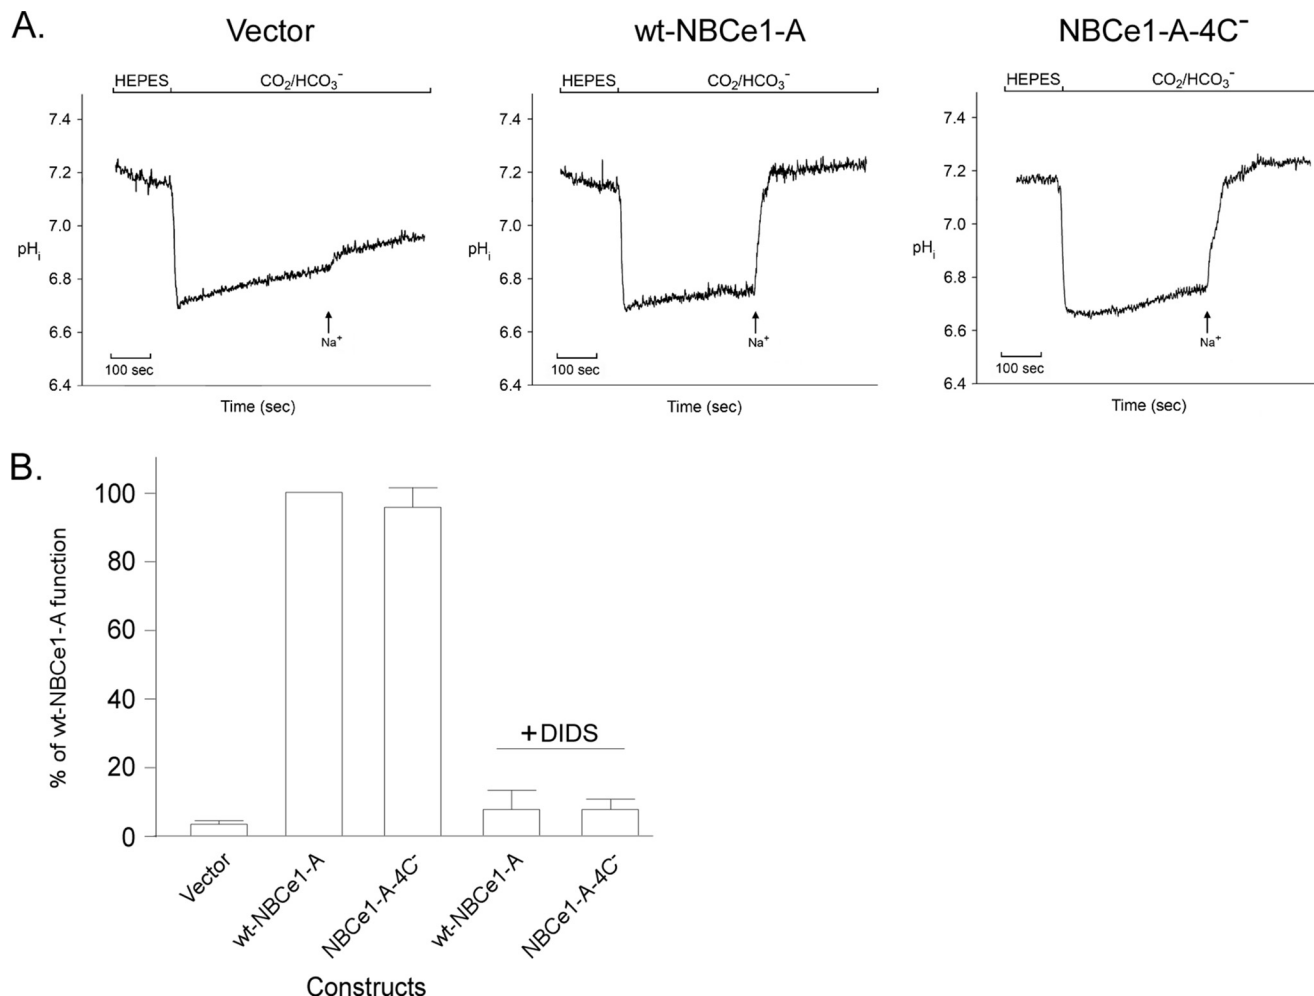 A.
Vector
wt-NBCe1-A
NBCe1-A-4C⁻
HEPES CO₂/HCO₃⁻
7.4
7.2
7.0
pHᵢ
6.8
6.6
6.4
Na⁺
100 sec
Time (sec)
HEPES CO₂/HCO₃⁻
7.4
7.2
7.0
pHᵢ
6.8
6.6
6.4
Na⁺
100 sec
Time (sec)
HEPES CO₂/HCO₃⁻
7.4
7.2
7.0
pHᵢ
6.8
6.6
6.4
Na⁺
100 sec
Time (sec)
B.
% of wt-NBCe1-A function
100
80
60
40
20
0
+DIDS
Vector
wt-NBCe1-A
NBCe1-A-4C⁻
wt-NBCe1-A
NBCe1-A-4C⁻
Constructs